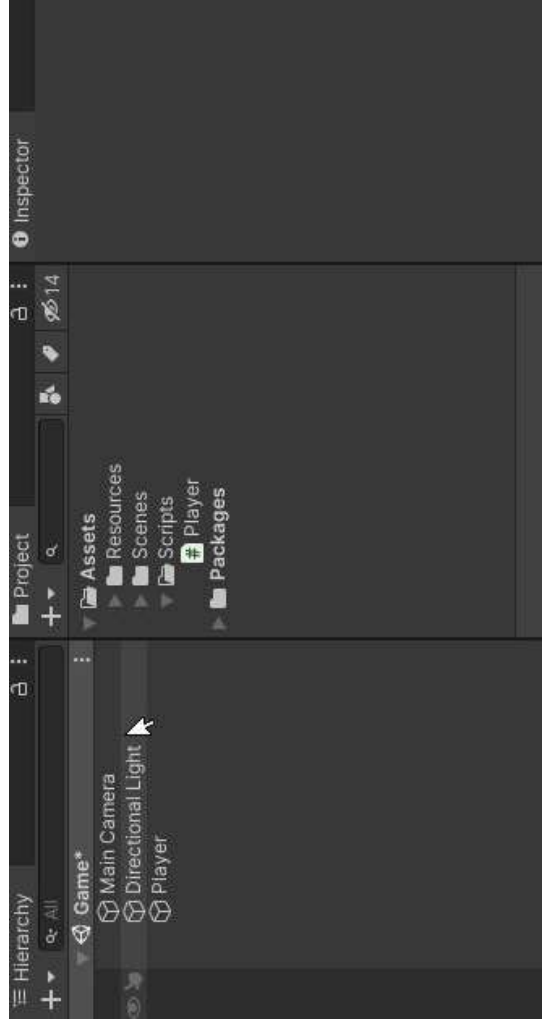 Hierarchy
All
Game*
Main Camera
Directional Light
Player
Project
14
Assets
Resources
Scenes
Scripts
# Player
Packages
Inspector